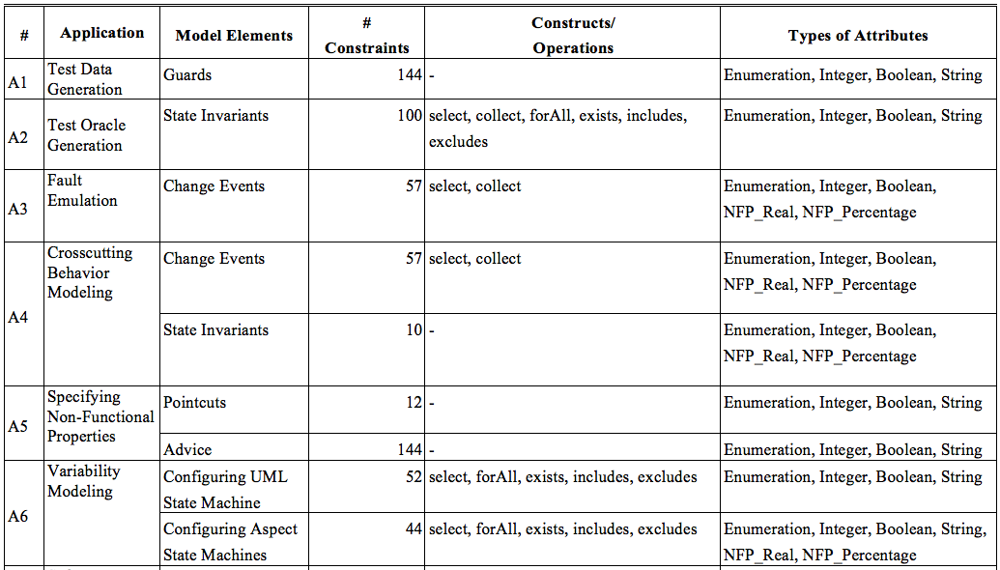 # Application Model Elements # Constraints Constructs/ Operations Types of Attributes
A1 Test Data Generation Guards 144 - Enumeration, Integer, Boolean, String
A2 Test Oracle Generation State Invariants 100 select, collect, forAll, exists, includes, excludes Enumeration, Integer, Boolean, String
A3 Fault Emulation Change Events 57 select, collect Enumeration, Integer, Boolean, NFP_Real, NFP_Percentage
A4 Crosscutting Behavior Modeling Change Events 57 select, collect Enumeration, Integer, Boolean, NFP_Real, NFP_Percentage
State Invariants 10 - Enumeration, Integer, Boolean, NFP_Real, NFP_Percentage
A5 Specifying Non-Functional Properties Pointcuts 12 - Enumeration, Integer, Boolean, String
Advice 144 - Enumeration, Integer, Boolean, String
A6 Variability Modeling Configuring UML State Machine 52 select, forAll, exists, includes, excludes Enumeration, Integer, Boolean, String
Configuring Aspect State Machines 44 select, forAll, exists, includes, excludes Enumeration, Integer, Boolean, String, NFP_Real, NFP_Percentage